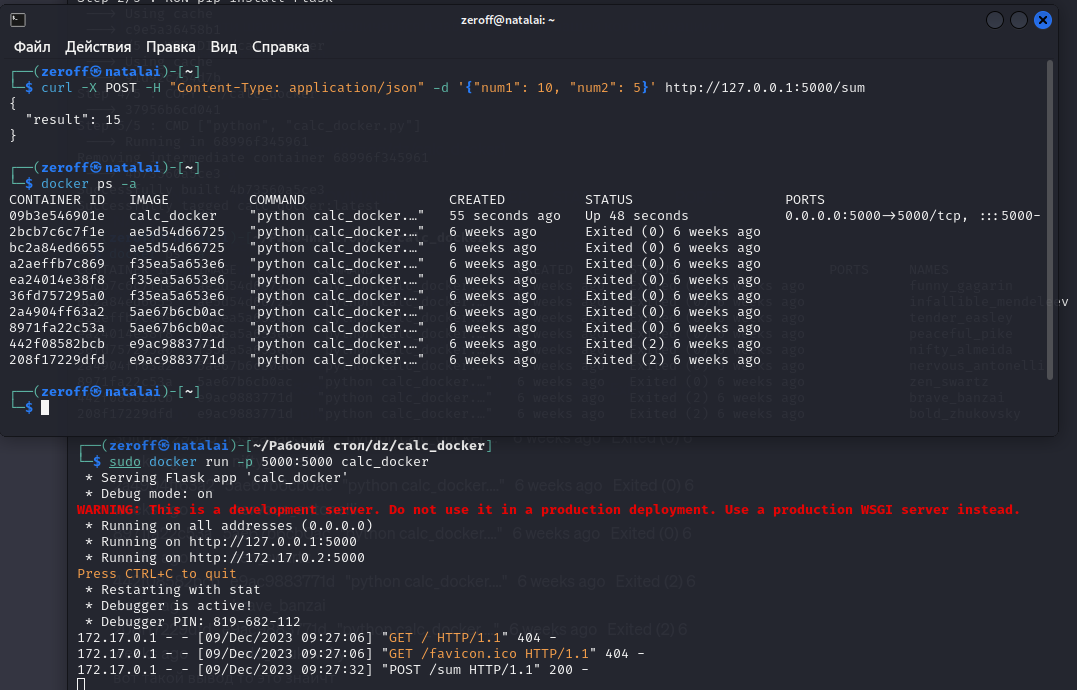 zeroff@natalai: ~
Файл Действия Правка Вид Справка
┌──(zeroff㉿natalai)-[~]
└─$ curl -X POST -H "Content-Type: application/json" -d '{"num1": 10, "num2": 5}' http://127.0.0.1:5000/sum
{
  "result": 15
}
┌──(zeroff㉿natalai)-[~]
└─$ docker ps -a
CONTAINER ID   IMAGE          COMMAND                  CREATED          STATUS                   PORTS
09b3e546901e   calc_docker    "python calc_docker.…"   55 seconds ago   Up 48 seconds            0.0.0.0:5000->5000/tcp, :::5000-
2bcb7c6c7f1e   ae5d54d66725   "python calc_docker.…"   6 weeks ago      Exited (0) 6 weeks ago
bc2a84ed6655   ae5d54d66725   "python calc_docker.…"   6 weeks ago      Exited (0) 6 weeks ago
a2aeffb7c869   f35ea5a653e6   "python calc_docker.…"   6 weeks ago      Exited (0) 6 weeks ago
ea24014e38f8   f35ea5a653e6   "python calc_docker.…"   6 weeks ago      Exited (0) 6 weeks ago
36fd757295a0   f35ea5a653e6   "python calc_docker.…"   6 weeks ago      Exited (0) 6 weeks ago
2a4904ff63a2   5ae67b6cb0ac   "python calc_docker.…"   6 weeks ago      Exited (0) 6 weeks ago
8971fa22c53a   5ae67b6cb0ac   "python calc_docker.…"   6 weeks ago      Exited (0) 6 weeks ago
442f08582bcb   e9ac9883771d   "python calc_docker.…"   6 weeks ago      Exited (2) 6 weeks ago
208f17229dfd   e9ac9883771d   "python calc_docker.…"   6 weeks ago      Exited (2) 6 weeks ago
┌──(zeroff㉿natalai)-[~]
└─$
┌──(zeroff㉿natalai)-[~/Рабочий стол/dz/calc_docker]
└─$ sudo docker run -p 5000:5000 calc_docker
 * Serving Flask app 'calc_docker'
 * Debug mode: on
WARNING: This is a development server. Do not use it in a production deployment. Use a production WSGI server instead.
 * Running on all addresses (0.0.0.0)
 * Running on http://127.0.0.1:5000
 * Running on http://172.17.0.2:5000
Press CTRL+C to quit
 * Restarting with stat
 * Debugger is active!
 * Debugger PIN: 819-682-112
172.17.0.1 - - [09/Dec/2023 09:27:06] "GET / HTTP/1.1" 404 -
172.17.0.1 - - [09/Dec/2023 09:27:06] "GET /favicon.ico HTTP/1.1" 404 -
172.17.0.1 - - [09/Dec/2023 09:27:32] "POST /sum HTTP/1.1" 200 -